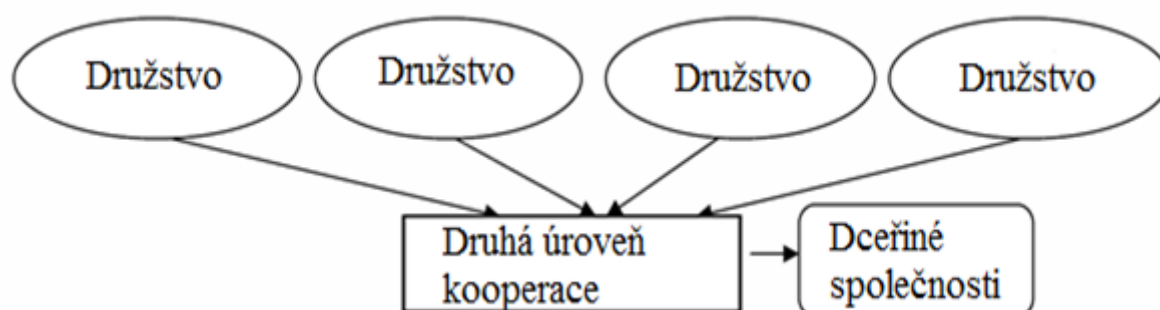 Družstvo
Družstvo
Družstvo
Družstvo
Druhá úroveň
kooperace
Dceřiné
společnosti